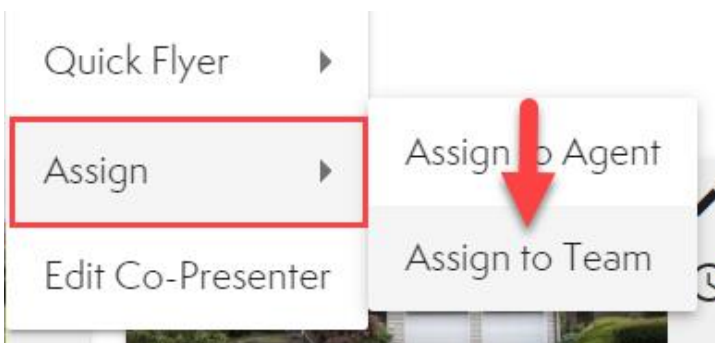 Quick Flyer
Assign
Assign to Agent
Assign to Team
Edit Co-Presenter